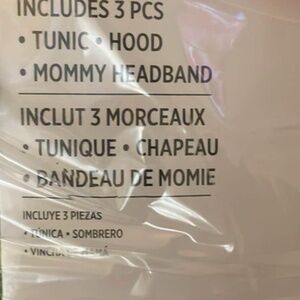 INCLUDES 3 PCS
• TUNIC • HOOD
• MOMMY HEADBAND
INCLUT 3 MORCEAUX
• TUNIQUE • CHAPEAU
• BANDEAU DE MOMIE
INCLUYE 3 PIEZAS
• TÚNICA • SOMBRERO
• VINCHA DE MAMÁ